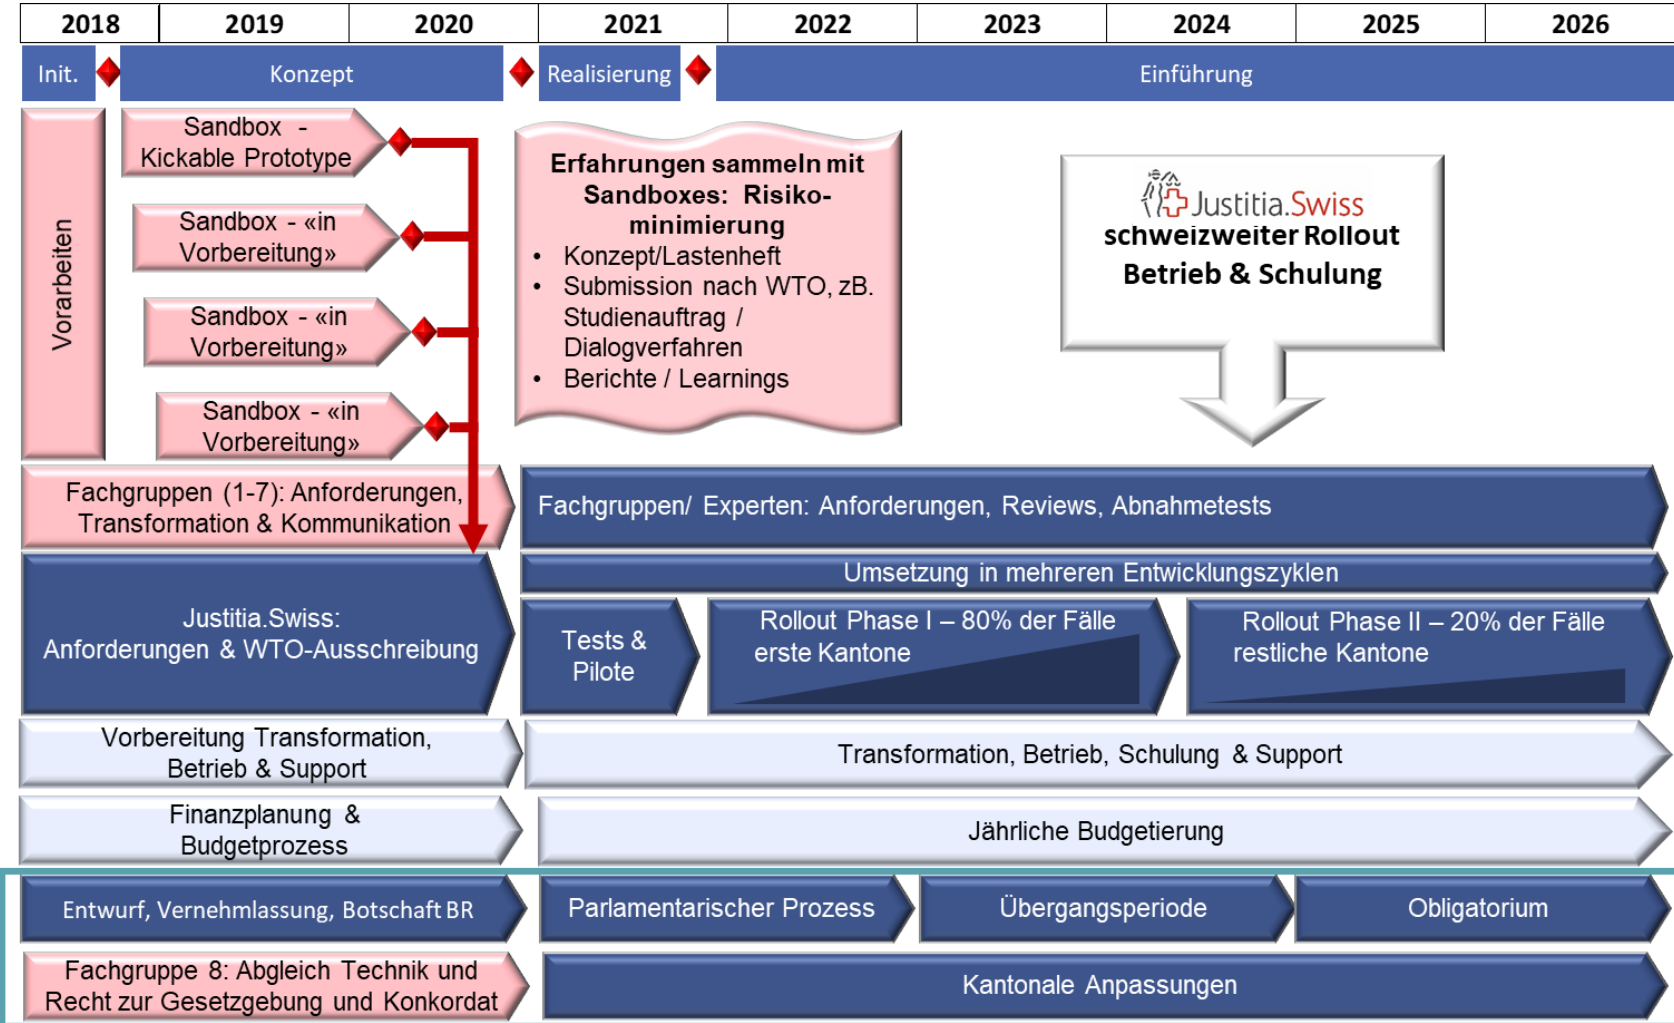 2018 2019 2020 2021 2022 2023 2024 2025 2026
Init. Konzept Realisierung Einführung
Vorarbeiten
Sandbox -
Kickable Prototype
Sandbox - «in
Vorbereitung»
Sandbox - «in
Vorbereitung»
Sandbox - «in
Vorbereitung»
Erfahrungen sammeln mit
Sandboxes: Risiko-
minimierung
• Konzept/Lastenheft
• Submission nach WTO, zB.
Studienauftrag /
Dialogverfahren
• Berichte / Learnings
Justitia.Swiss
schweizweiter Rollout
Betrieb & Schulung
Fachgruppen (1-7): Anforderungen,
Transformation & Kommunikation
Fachgruppen/ Experten: Anforderungen, Reviews, Abnahmetests
Umsetzung in mehreren Entwicklungszyklen
Justitia.Swiss:
Anforderungen & WTO-Ausschreibung
Tests &
Pilote
Rollout Phase I – 80% der Fälle
erste Kantone
Rollout Phase II – 20% der Fälle
restliche Kantone
Vorbereitung Transformation,
Betrieb & Support
Transformation, Betrieb, Schulung & Support
Finanzplanung &
Budgetprozess
Jährliche Budgetierung
Entwurf, Vernehmlassung, Botschaft BR
Parlamentarischer Prozess
Übergangsperiode
Obligatorium
Fachgruppe 8: Abgleich Technik und
Recht zur Gesetzgebung und Konkordat
Kantonale Anpassungen